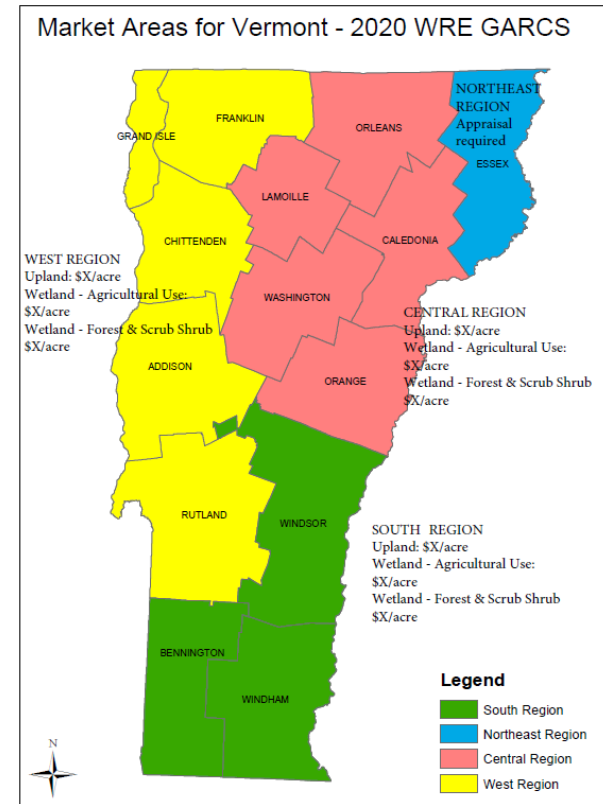 Market Areas for Vermont - 2020 WRE GARCS
NORTHEAST
REGION
Appraisal
required
ESSEX
FRANKLIN
GRAND ISLE
ORLEANS
LAMOILLE
CALEDONIA
CHITTENDEN
WEST REGION
Upland: $X/acre
Wetland - Agricultural Use:
$X/acre
Wetland - Forest & Scrub Shrub
$X/acre
WASHINGTON
CENTRAL REGION
Upland: $X/acre
Wetland - Agricultural Use:
$X/acre
Wetland - Forest & Scrub Shrub
$X/acre
ADDISON
ORANGE
RUTLAND
WINDSOR
SOUTH REGION
Upland: $X/acre
Wetland - Agricultural Use:
$X/acre
Wetland - Forest & Scrub Shrub
$X/acre
BENNINGTON
WINDHAM
Legend
South Region
Northeast Region
Central Region
West Region
N